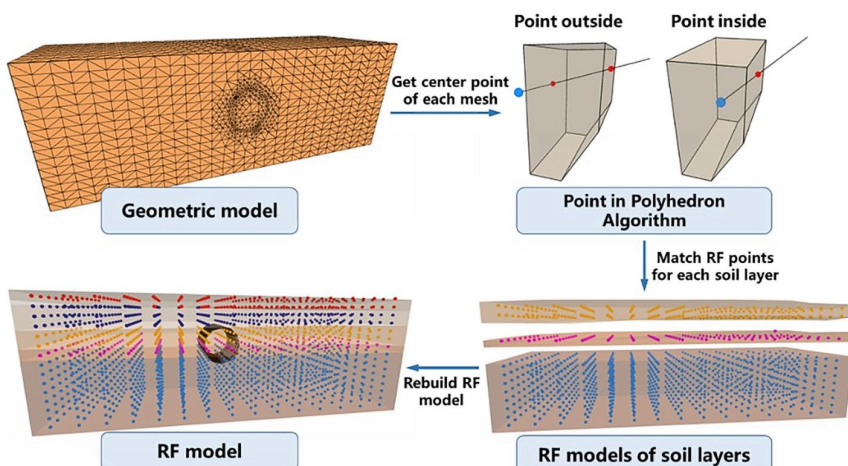 Point outside
Point inside
Get center point
of each mesh
Geometric model
Point in Polyhedron
Algorithm
Match RF points
for each soil layer
Rebuild RF
model
RF model
RF models of soil layers